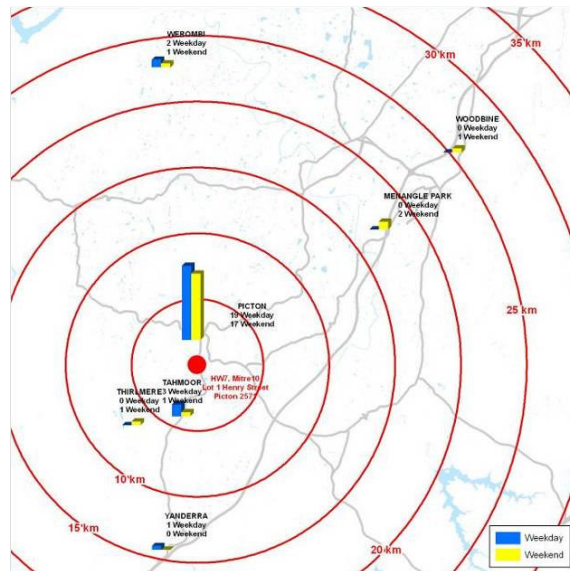 WEROMBI
2 Weekday
1 Weekend
30 km
35 km
WOODBINE
0 Weekday
1 Weekend
MENANGLE PARK
0 Weekday
2 Weekend
PICTON
19 Weekday
17 Weekend
25 km
HW7, Mitre10
Lot 1 Henry Street
Picton 2571
TAHMOOR
3 Weekday
1 Weekend
THIRLMERE
0 Weekday
1 Weekend
10 km
YANDERRA
1 Weekday
0 Weekend
15 km
20 km
Weekday
Weekend